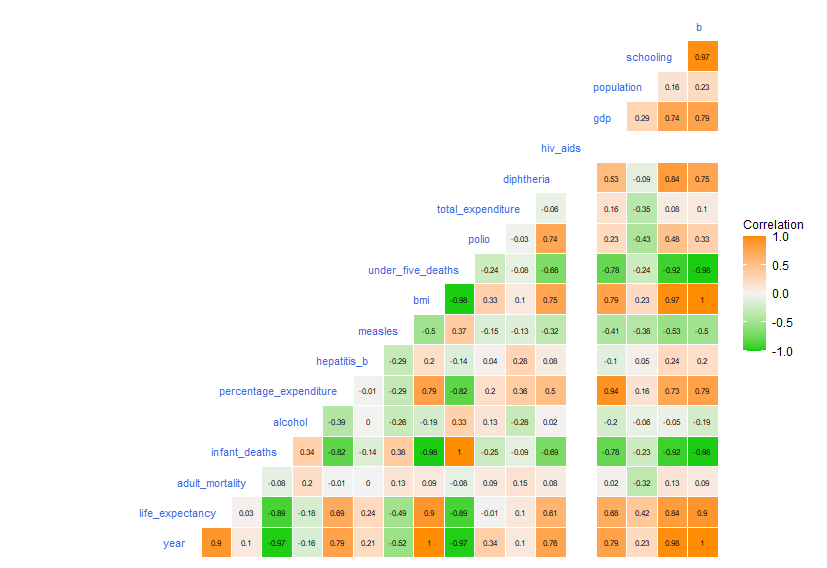 b
schooling 0.97
population 0.16 0.23
gdp 0.29 0.74 0.79
hiv_aids
diphtheria 0.53 -0.09 0.84 0.75
total_expenditure -0.06 0.16 -0.35 0.08 0.1
polio -0.03 0.74 0.23 -0.43 0.48 0.33
under_five_deaths -0.24 -0.08 -0.68 -0.78 -0.24 -0.92 -0.98
bmi -0.98 0.33 0.1 0.75 0.79 0.23 0.97 1
measles -0.5 0.37 -0.15 -0.13 -0.32 -0.41 -0.38 -0.53 -0.5
hepatitis_b -0.29 0.2 -0.14 0.04 0.26 0.08 -0.1 0.05 0.24 0.2
percentage_expenditure -0.01 -0.29 0.79 -0.82 0.2 0.36 0.5 0.94 0.16 0.73 0.79
alcohol -0.39 0 -0.26 -0.19 0.33 0.13 -0.28 0.02 -0.2 -0.06 -0.05 -0.19
infant_deaths 0.34 -0.82 -0.14 0.38 -0.98 1 -0.25 -0.09 -0.69 -0.78 -0.23 -0.92 -0.98
adult_mortality -0.08 0.2 -0.01 0 0.13 0.09 -0.08 0.09 0.15 0.08 0.02 -0.32 0.13 0.09
life_expectancy 0.03 -0.89 -0.18 0.69 0.24 -0.49 0.9 -0.89 -0.01 0.1 0.61 0.68 0.42 0.84 0.9
year 0.9 0.1 -0.97 -0.16 0.79 0.21 -0.52 1 -0.97 0.34 0.1 0.76 0.79 0.23 0.98 1
Correlation
1.0
0.5
0.0
-0.5
-1.0